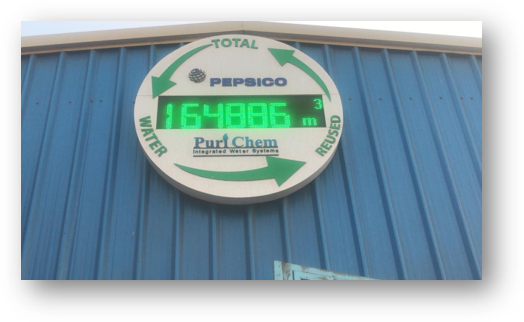 TOTAL
PEPSICO
164886 m3
WATER
REUSED
PuriChem
Integrated Water Systems